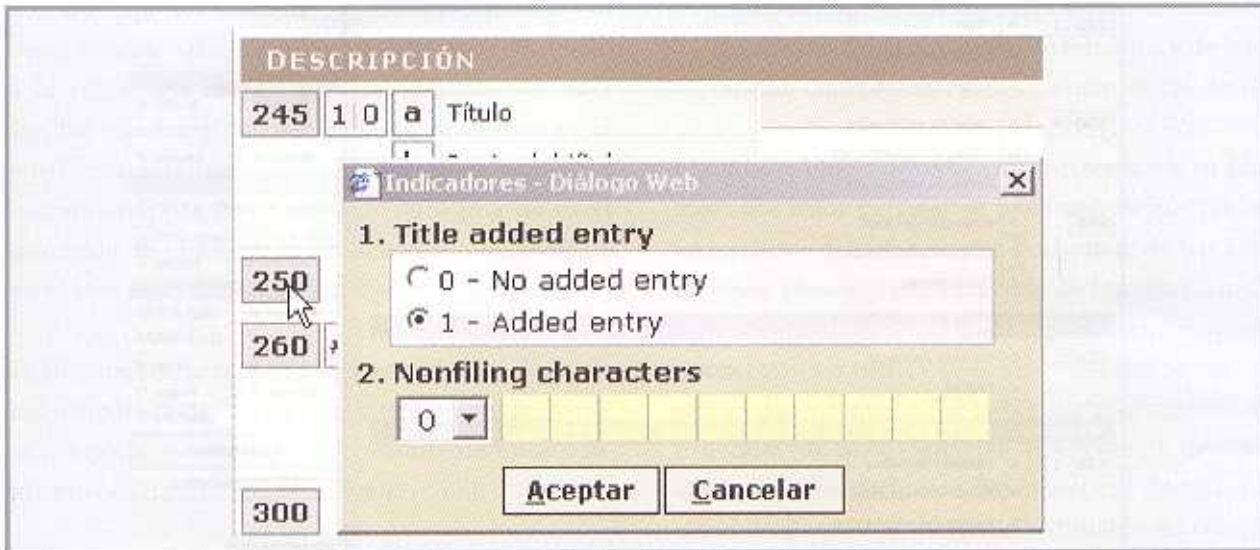 DESCRIPCIÓN
245 1 0 a Título
Indicadores - Diálogo Web
1. Title added entry
0 - No added entry
250
1 - Added entry
260
2. Nonfiling characters
0
Aceptar Cancelar
300